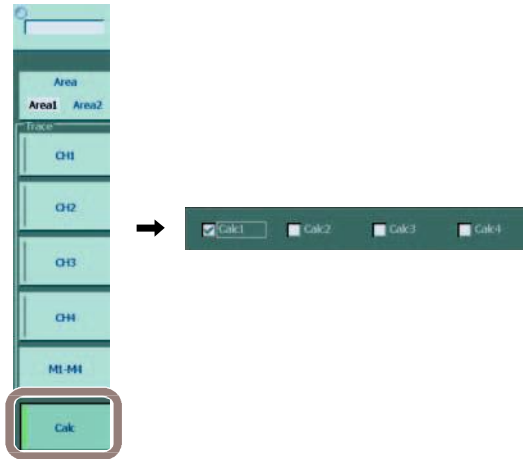 Area
Area1 Area2
Trace
CH1
CH2
CH3
CH4
M1-M4
Calc
Calc1 Calc2 Calc3 Calc4